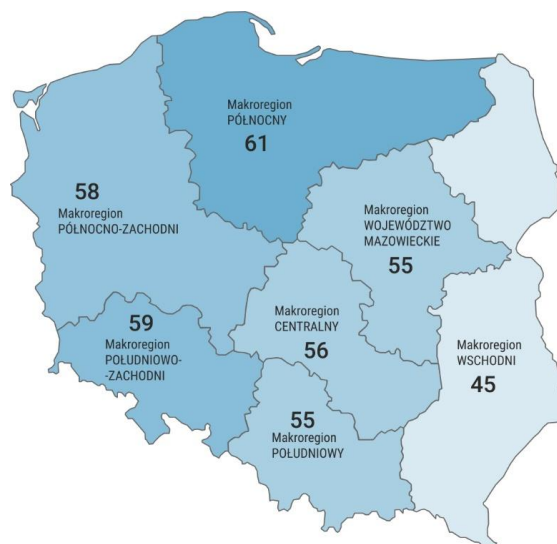 Makroregion
PÓŁNOCNY
61
58
Makroregion
PÓŁNOCNO-ZACHODNI
Makroregion
WOJEWÓDZTWO
MAZOWIECKIE
55
59
Makroregion
POŁUDNIOWO-
-ZACHODNI
Makroregion
CENTRALNY
56
Makroregion
WSCHODNI
45
55
Makroregion
POŁUDNIOWY